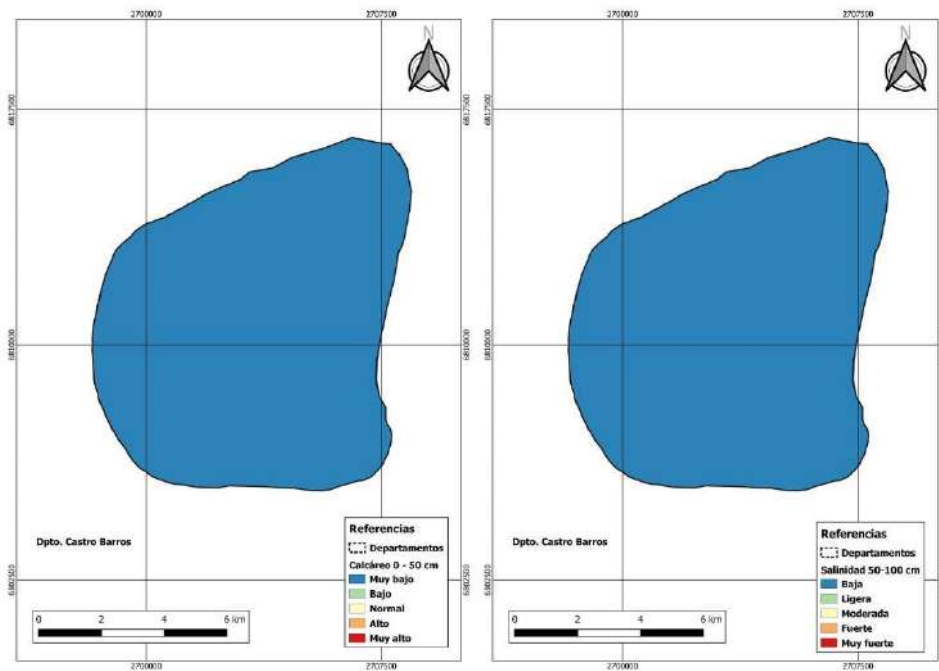 2700000
2707500
N
6817500
6810000
6802500
Dpto. Castro Barros
Referencias
Departamentos
Calcáreo 0 - 50 cm
Muy bajo
Bajo
Normal
Alto
Muy alto
0 2 4 6 km
2700000
2707500
2700000
2707500
N
6817500
6810000
6802500
Dpto. Castro Barros
Referencias
Departamentos
Salinidad 50-100 cm
Baja
Ligera
Moderada
Fuerte
Muy fuerte
0 2 4 6 km
2700000
2707500